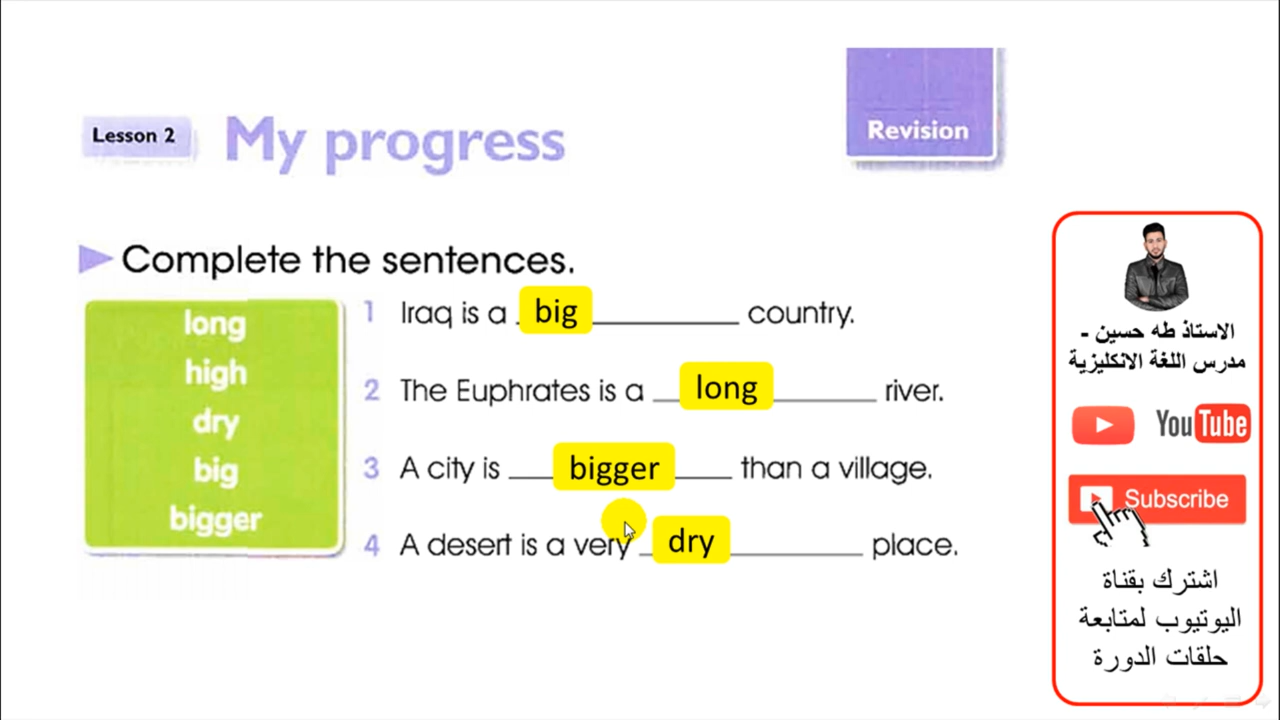 Lesson 2
My progress
Revision
Complete the sentences.
long
high
dry
big
bigger
1 Iraq is a big country.
2 The Euphrates is a long river.
3 A city is bigger than a village.
4 A desert is a very dry place.
الاستاذ طه حسين -
مدرس اللغة الانكليزية
YouTube
Subscribe
اشترك بقناة
اليوتيوب لمتابعة
حلقات الدورة